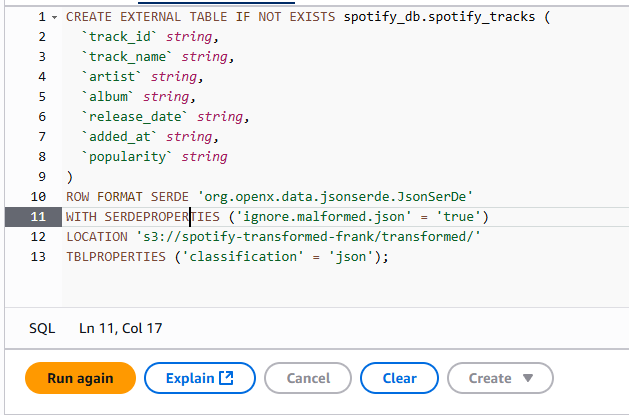 1 CREATE EXTERNAL TABLE IF NOT EXISTS spotify_db.spotify_tracks (
2 `track_id` string,
3 `track_name` string,
4 `artist` string,
5 `album` string,
6 `release_date` string,
7 `added_at` string,
8 `popularity` string
9 )
10 ROW FORMAT SERDE 'org.openx.data.jsonserde.JsonSerDe'
11 WITH SERDEPROPERTIES ('ignore.malformed.json' = 'true')
12 LOCATION 's3://spotify-transformed-frank/transformed/'
13 TBLPROPERTIES ('classification' = 'json');
SQL Ln 11, Col 17
Run again Explain Cancel Clear Create